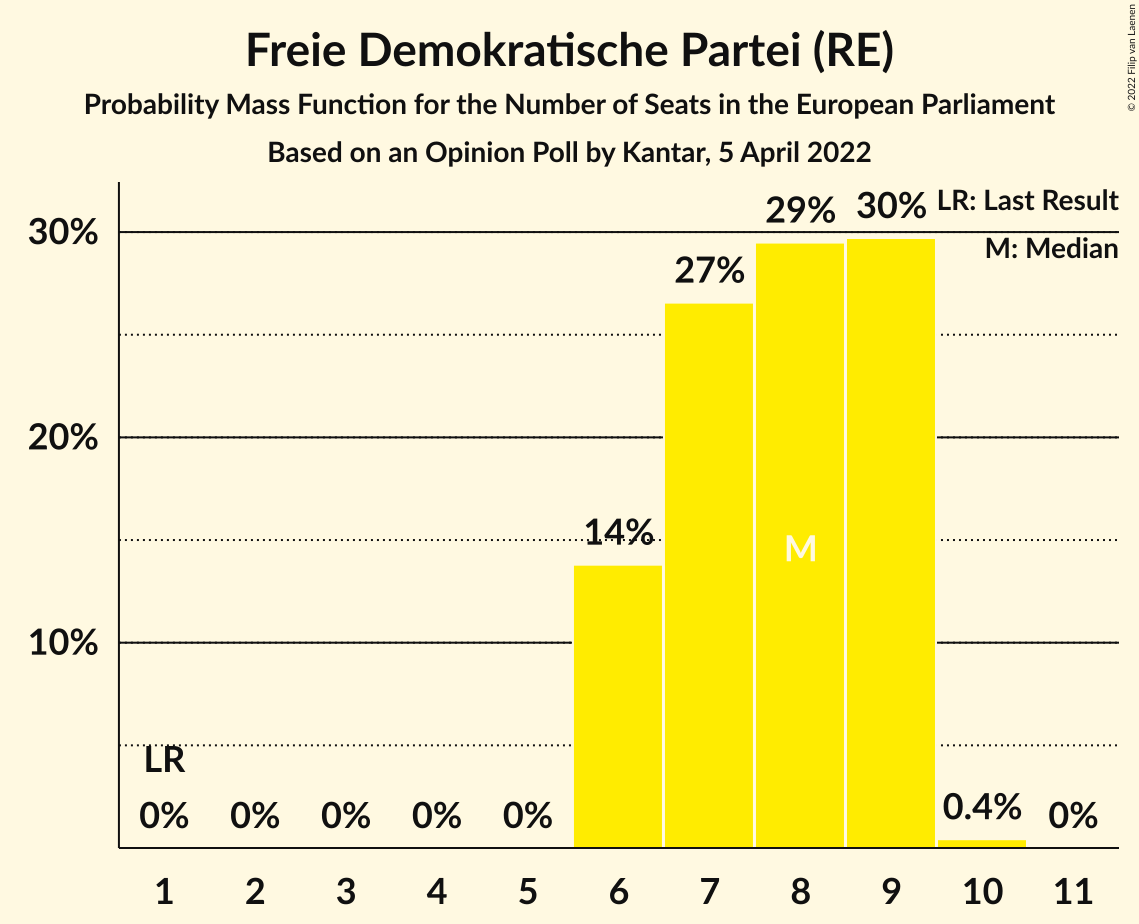 Freie Demokratische Partei (RE)
Probability Mass Function for the Number of Seats in the European Parliament
Based on an Opinion Poll by Kantar, 5 April 2022
© 2022 Filip van Laenen
LR: Last Result
M: Median
30%
20%
10%
LR
0%
0%
0%
0%
0%
14%
27%
29%
30%
0.4%
0%
M
1 2 3 4 5 6 7 8 9 10 11